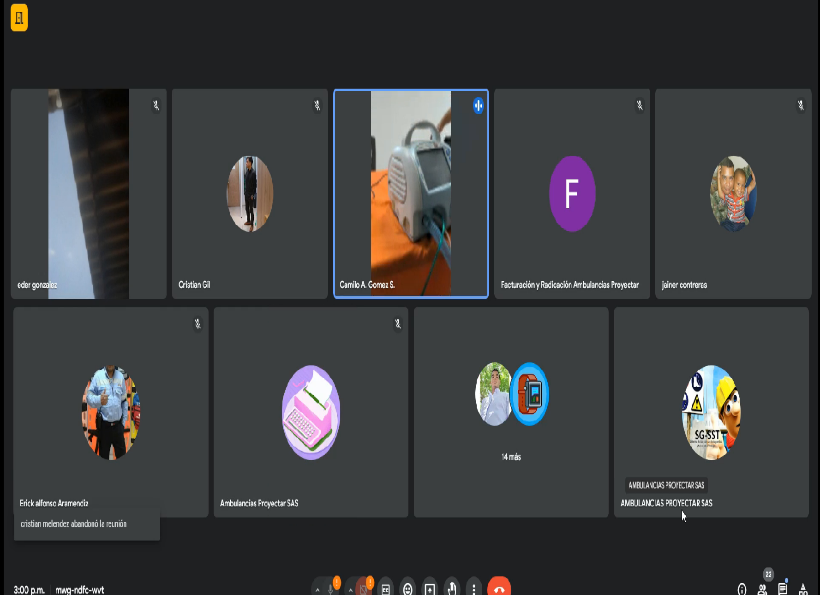 eder gonzalez
Cristian Gil
Camilo A. Gomez S.
F
Facturación y Radicación Ambulancias Proyectar
jainer contreras
Erick alfonso Aramendiz
cristian melendez abandonó la reunión
Ambulancias Proyectar SAS
14 más
SG-SST
AMBULANCIAS PROYECTAR SAS
AMBULANCIAS PROYECTAR SAS
3:00 p.m. | mwg-ndfc-wvt
22